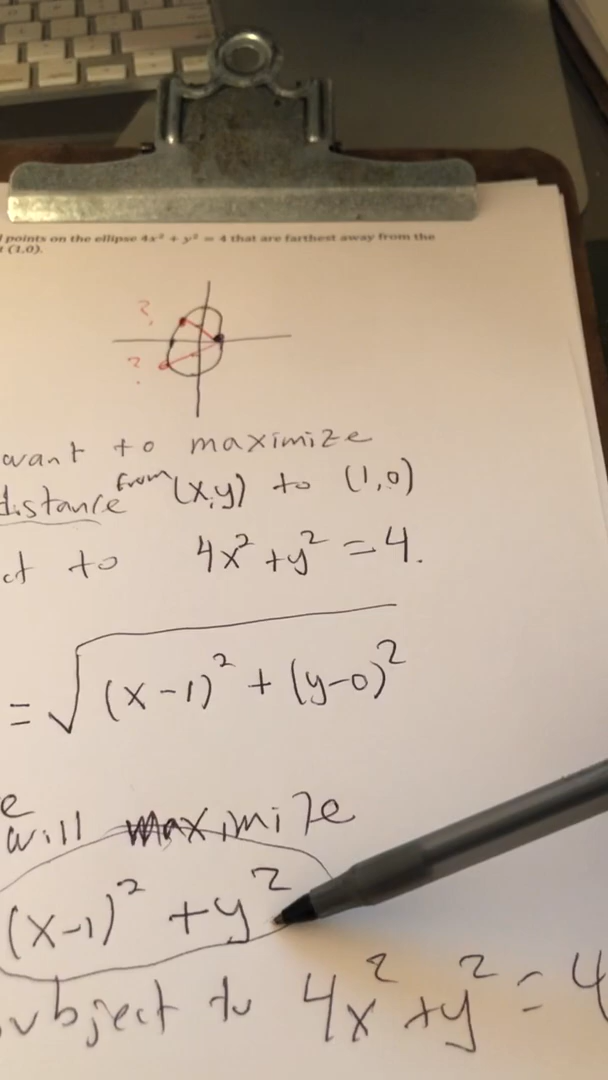 points on the ellipse 4x² + y² = 4 that are farthest away from the
(1,0).
?
?
want to maximize
distance from (x,y) to (1,0)
ct to 4x² + y² = 4.
= √(x-1)² + (y-0)²
e
will maximize
(x-1)² + y²
subject to 4x² + y² = 4